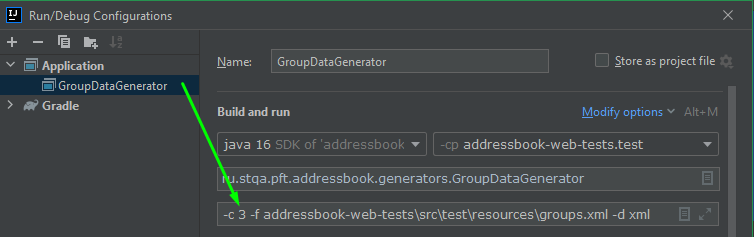 IJ Run/Debug Configurations
Application
GroupDataGenerator
Gradle
Name: GroupDataGenerator Store as project file
Build and run Modify options Alt+M
java 16 SDK of 'addressbook -cp addressbook-web-tests.test
ru.stqa.pft.addressbook.generators.GroupDataGenerator
-c 3 -f addressbook-web-tests\src\test\resources\groups.xml -d xml